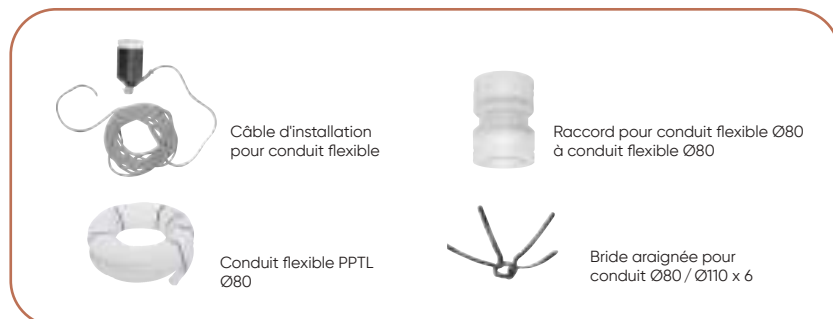 Câble d'installation
pour conduit flexible
Raccord pour conduit flexible Ø80
à conduit flexible Ø80
Conduit flexible PPTL
Ø80
Bride araignée pour
conduit Ø80 / Ø110 x 6